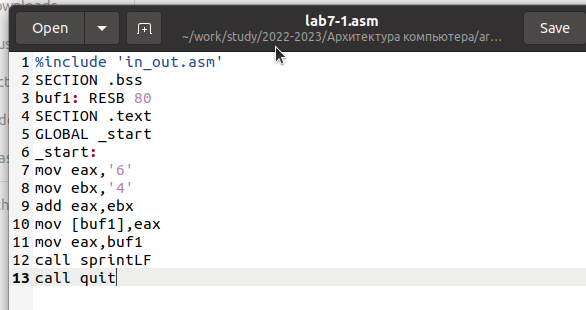 Open
lab7-1.asm
~/work/study/2022-2023/Архитектура компьютера/ar…
Save
1 %include 'in_out.asm'
2 SECTION .bss
3 buf1: RESB 80
4 SECTION .text
5 GLOBAL _start
6 _start:
7 mov eax,'6'
8 mov ebx,'4'
9 add eax,ebx
10 mov [buf1],eax
11 mov eax,buf1
12 call sprintLF
13 call quit